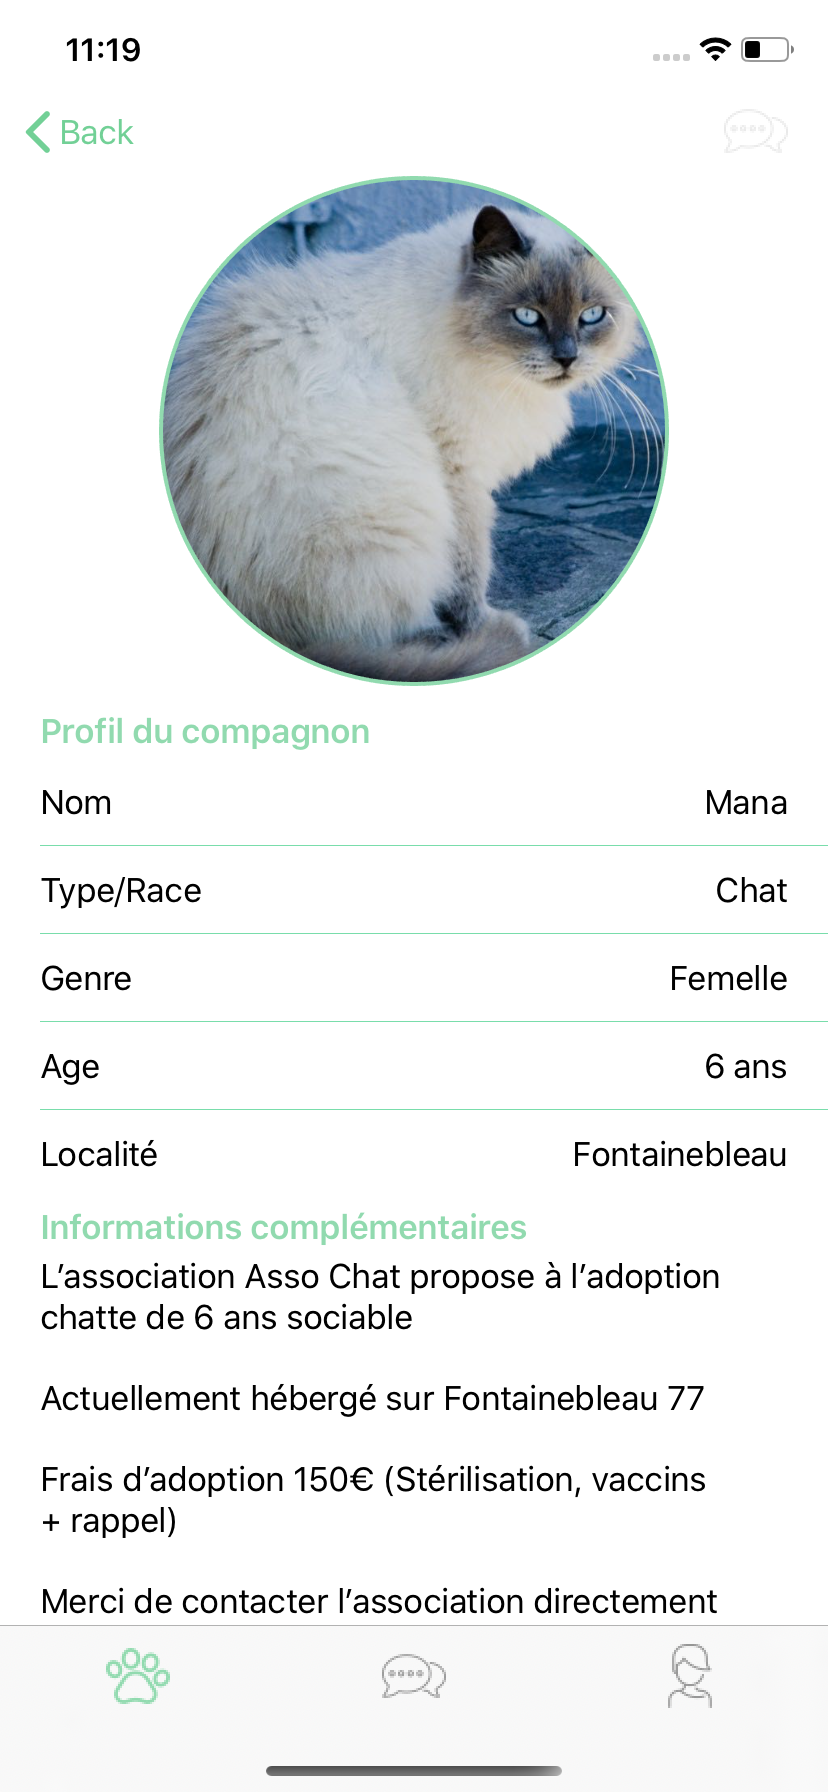 11:19
Back
Profil du compagnon
Nom Mana
Type/Race Chat
Genre Femelle
Age 6 ans
Localité Fontainebleau
Informations complémentaires
L’association Asso Chat propose à l’adoption
chatte de 6 ans sociable
Actuellement hébergé sur Fontainebleau 77
Frais d’adoption 150€ (Stérilisation, vaccins
+ rappel)
Merci de contacter l’association directement